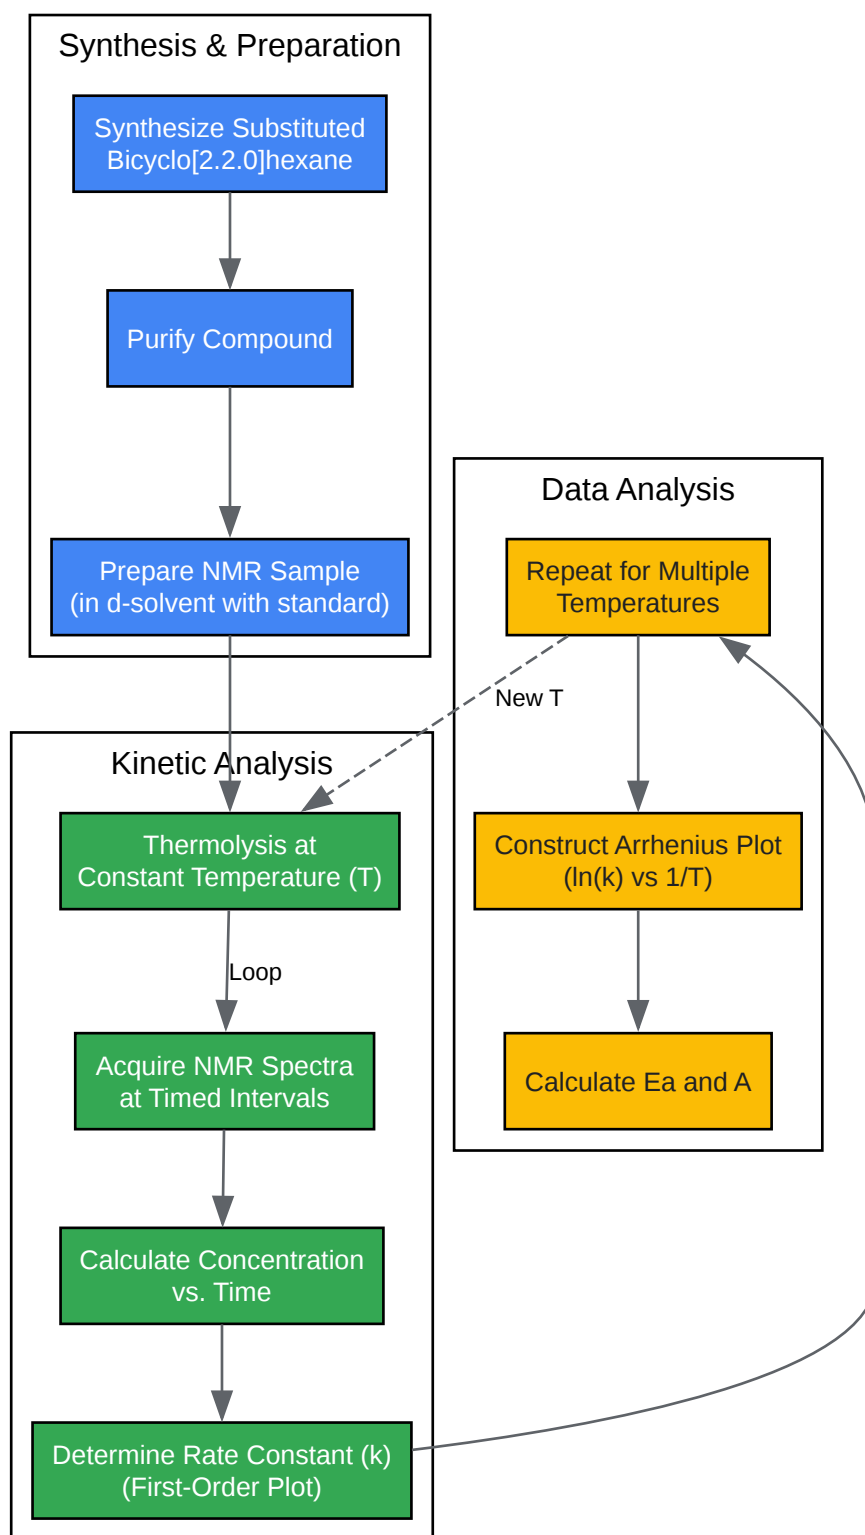 Synthesis & Preparation
Synthesize Substituted
Bicyclo[2.2.0]hexane
Purify Compound
Prepare NMR Sample
(in d-solvent with standard)
Data Analysis
Repeat for Multiple
Temperatures
New T
Kinetic Analysis
Thermolysis at
Constant Temperature (T)
Construct Arrhenius Plot
(ln(k) vs 1/T)
Loop
Acquire NMR Spectra
at Timed Intervals
Calculate Ea and A
Calculate Concentration
vs. Time
Determine Rate Constant (k)
(First-Order Plot)